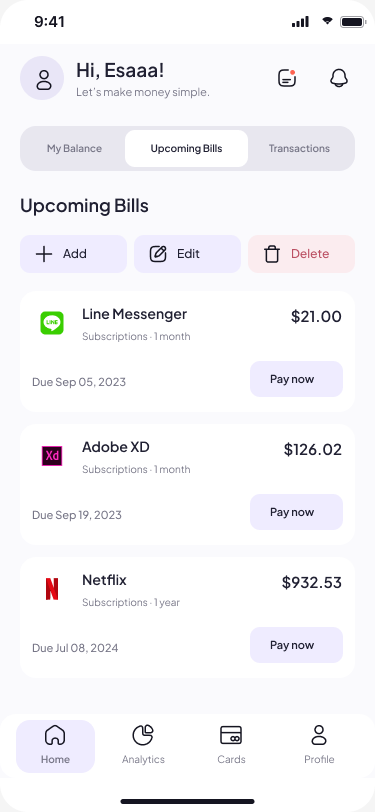 9:41
Hi, Esaaa!
Let's make money simple.
My Balance
Upcoming Bills
Transactions
Upcoming Bills
Add
Edit
Delete
LINE
Line Messenger
$21.00
Subscriptions · 1 month
Due Sep 05, 2023
Pay now
Xd
Adobe XD
$126.02
Subscriptions · 1 month
Due Sep 19, 2023
Pay now
N
Netflix
$932.53
Subscriptions · 1 year
Due Jul 08, 2024
Pay now
Home
Analytics
Cards
Profile